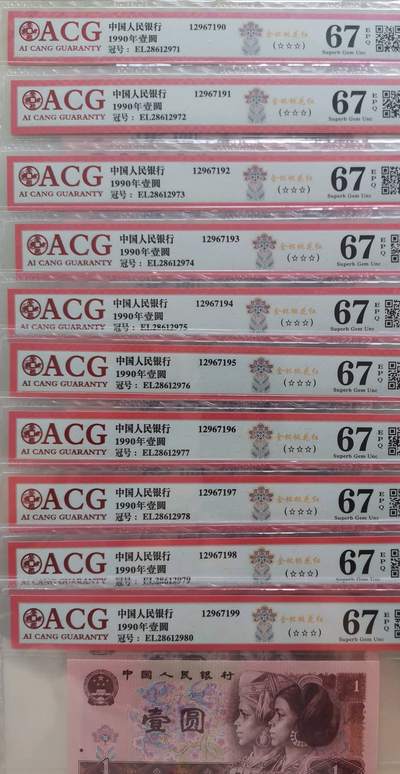 ACG 中国人民银行 12967190 金杯桃花红 67 EPQ
AI CANG GUARANTY 1990年壹圆 (☆☆☆) Superb Gem Unc
冠号：EL28612971
ACG 中国人民银行 12967191 金杯桃花红 67 EPQ
AI CANG GUARANTY 1990年壹圆 (☆☆☆) Superb Gem Unc
冠号：EL28612972
ACG 中国人民银行 12967192 金杯桃花红 67 EPQ
AI CANG GUARANTY 1990年壹圆 (☆☆☆) Superb Gem Unc
冠号：EL28612973
ACG 中国人民银行 12967193 金杯桃花红 67 EPQ
AI CANG GUARANTY 1990年壹圆 (☆☆☆) Superb Gem Unc
冠号：EL28612974
ACG 中国人民银行 12967194 金杯桃花红 67 EPQ
AI CANG GUARANTY 1990年壹圆 (☆☆☆) Superb Gem Unc
冠号：EL28612975
ACG 中国人民银行 12967195 金杯桃花红 67 EPQ
AI CANG GUARANTY 1990年壹圆 (☆☆☆) Superb Gem Unc
冠号：EL28612976
ACG 中国人民银行 12967196 金杯桃花红 67 EPQ
AI CANG GUARANTY 1990年壹圆 (☆☆☆) Superb Gem Unc
冠号：EL28612977
ACG 中国人民银行 12967197 金杯桃花红 67 EPQ
AI CANG GUARANTY 1990年壹圆 (☆☆☆) Superb Gem Unc
冠号：EL28612978
ACG 中国人民银行 12967198 金杯桃花红 67 EPQ
AI CANG GUARANTY 1990年壹圆 (☆☆☆) Superb Gem Unc
冠号：EL28612979
ACG 中国人民银行 12967199 金杯桃花红 67 EPQ
AI CANG GUARANTY 1990年壹圆 (☆☆☆) Superb Gem Unc
冠号：EL28612980
中国人民银行
壹圆
1
1
1